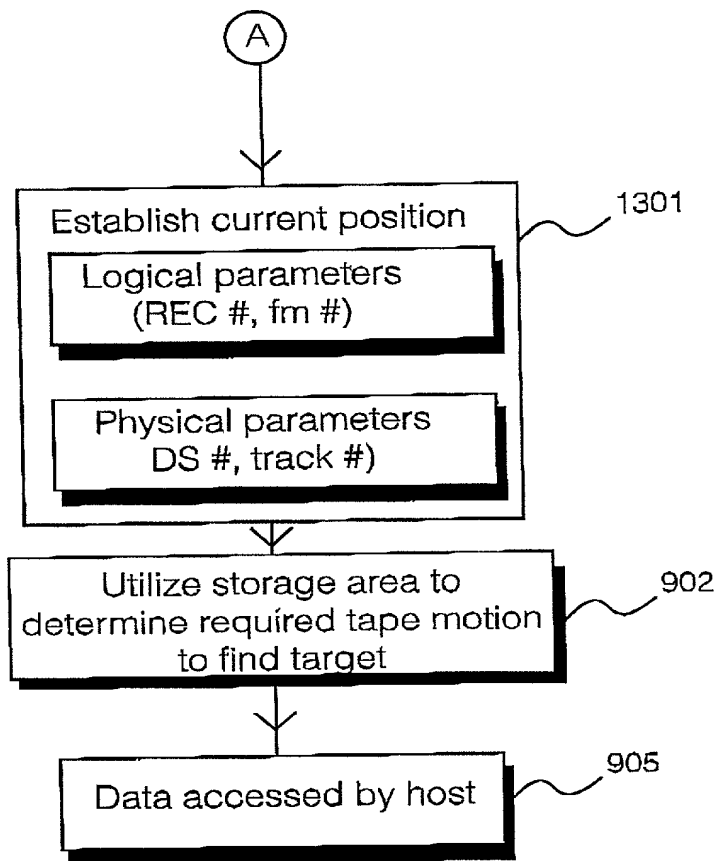 A
Establish current position
1301
Logical parameters
(REC #, fm #)
Physical parameters
DS #, track #)
Utilize storage area to
determine required tape motion
to find target
902
Data accessed by host
905